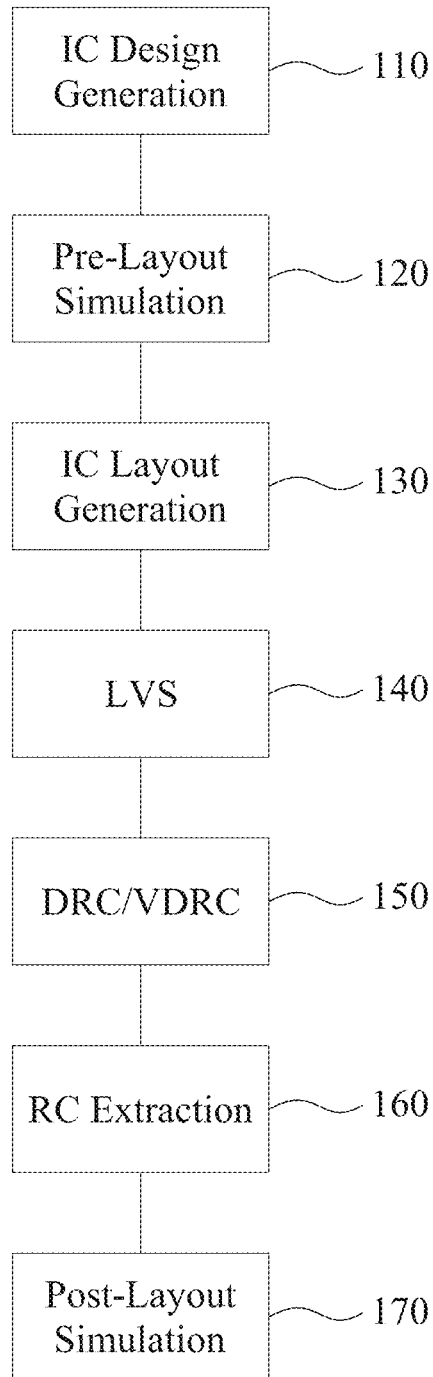 IC Design
Generation
110
Pre-Layout
Simulation
120
IC Layout
Generation
130
LVS
140
DRC/VDRC
150
RC Extraction
160
Post-Layout
Simulation
170